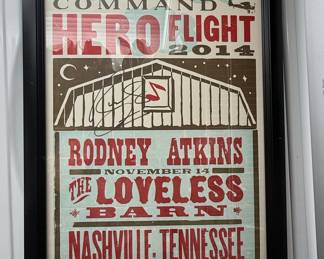 COMMAND
HERO FLIGHT
2014
RODNEY ATKINS
NOVEMBER 14
THE LOVELESS
BARN
NASHVILLE, TENNESSEE